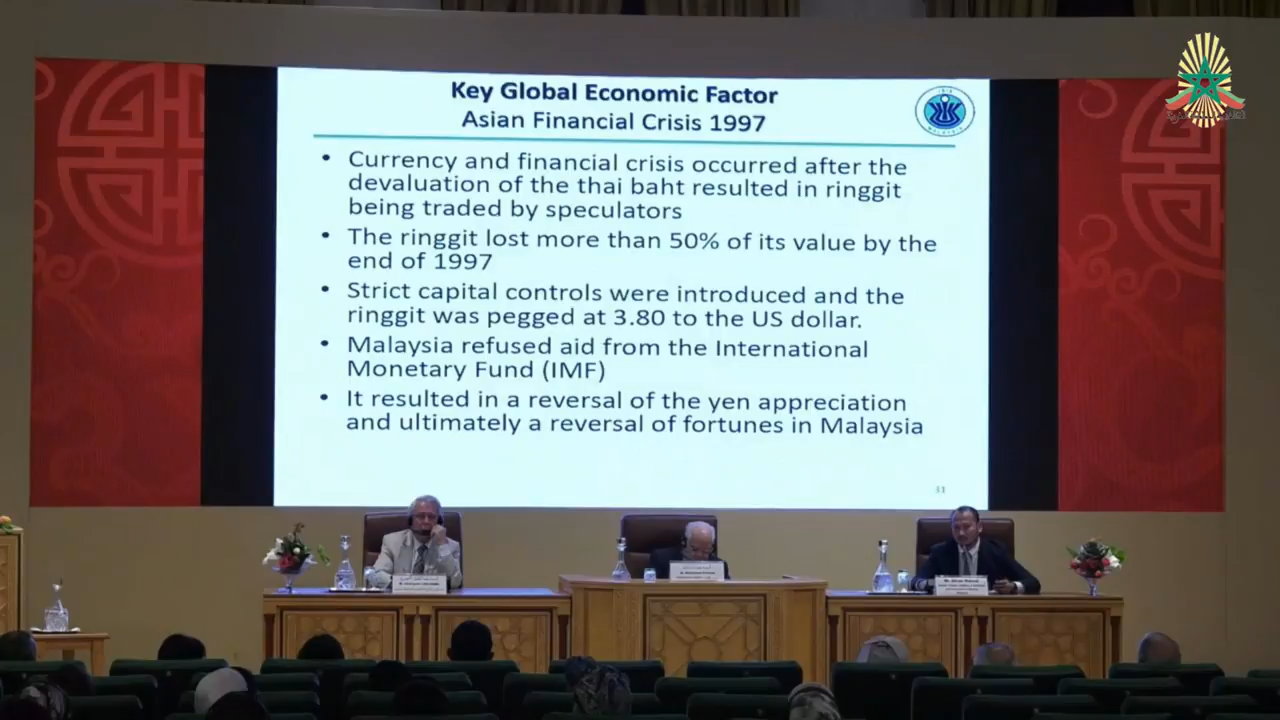 Key Global Economic Factor
Asian Financial Crisis 1997
• Currency and financial crisis occurred after the
devaluation of the thai baht resulted in ringgit
being traded by speculators
• The ringgit lost more than 50% of its value by the
end of 1997
• Strict capital controls were introduced and the
ringgit was pegged at 3.80 to the US dollar.
• Malaysia refused aid from the International
Monetary Fund (IMF)
• It resulted in a reversal of the yen appreciation
and ultimately a reversal of fortunes in Malaysia
31
ISIS
MALAYSIA